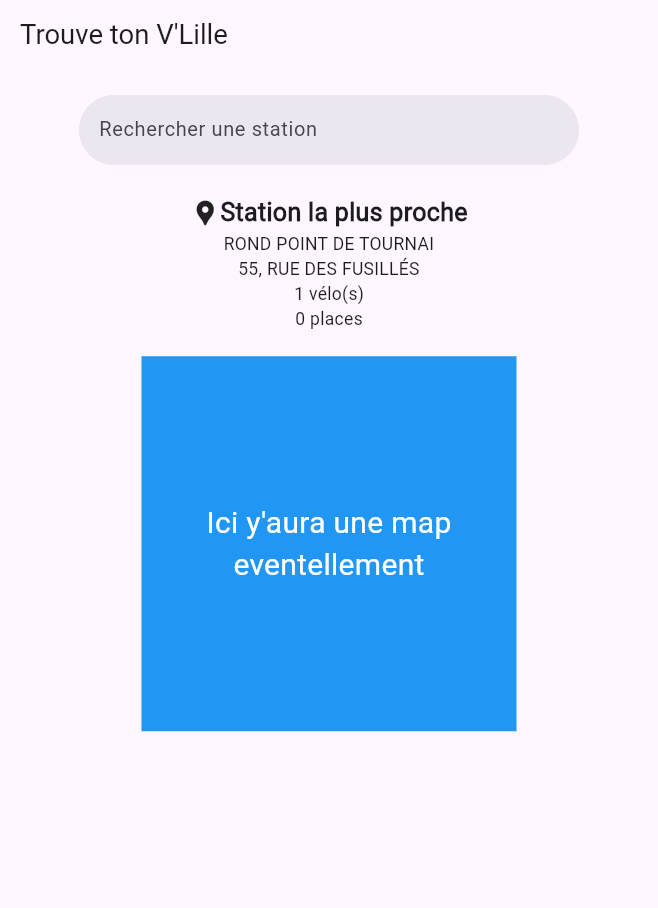 Trouve ton V'Lille
Rechercher une station
Station la plus proche
ROND POINT DE TOURNAI
55, RUE DES FUSILLÉS
1 vélo(s)
0 places
Ici y'aura une map
eventellement